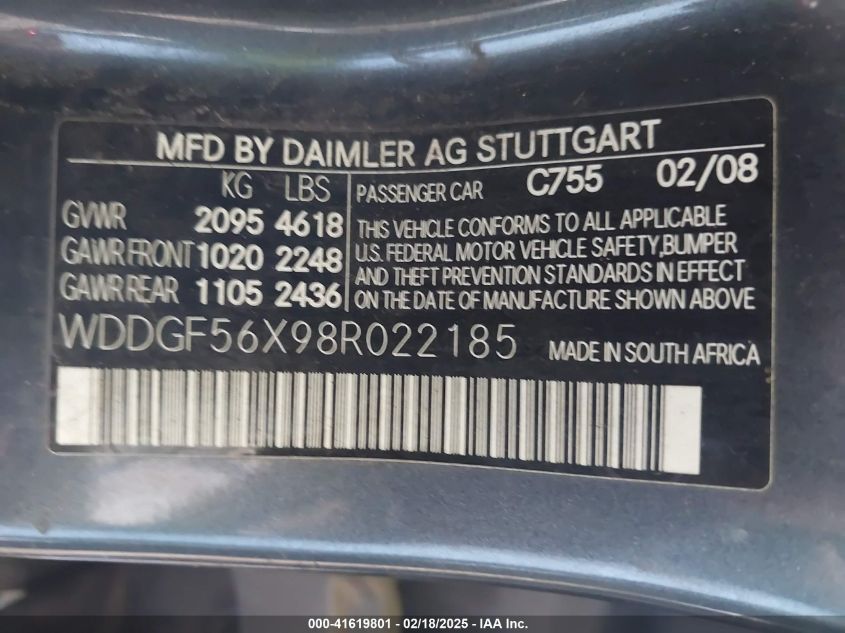 MFD BY DAIMLER AG STUTTGART
KG LBS
GVWR 2095 4618
GAWR FRONT 1020 2248
GAWR REAR 1105 2436
PASSENGER CAR C755 02/08
THIS VEHICLE CONFORMS TO ALL APPLICABLE
U.S. FEDERAL MOTOR VEHICLE SAFETY,BUMPER
AND THEFT PREVENTION STANDARDS IN EFFECT
ON THE DATE OF MANUFACTURE SHOWN ABOVE
WDDGF56X98R022185 MADE IN SOUTH AFRICA
000-41619801 - 02/18/2025 - IAA Inc.